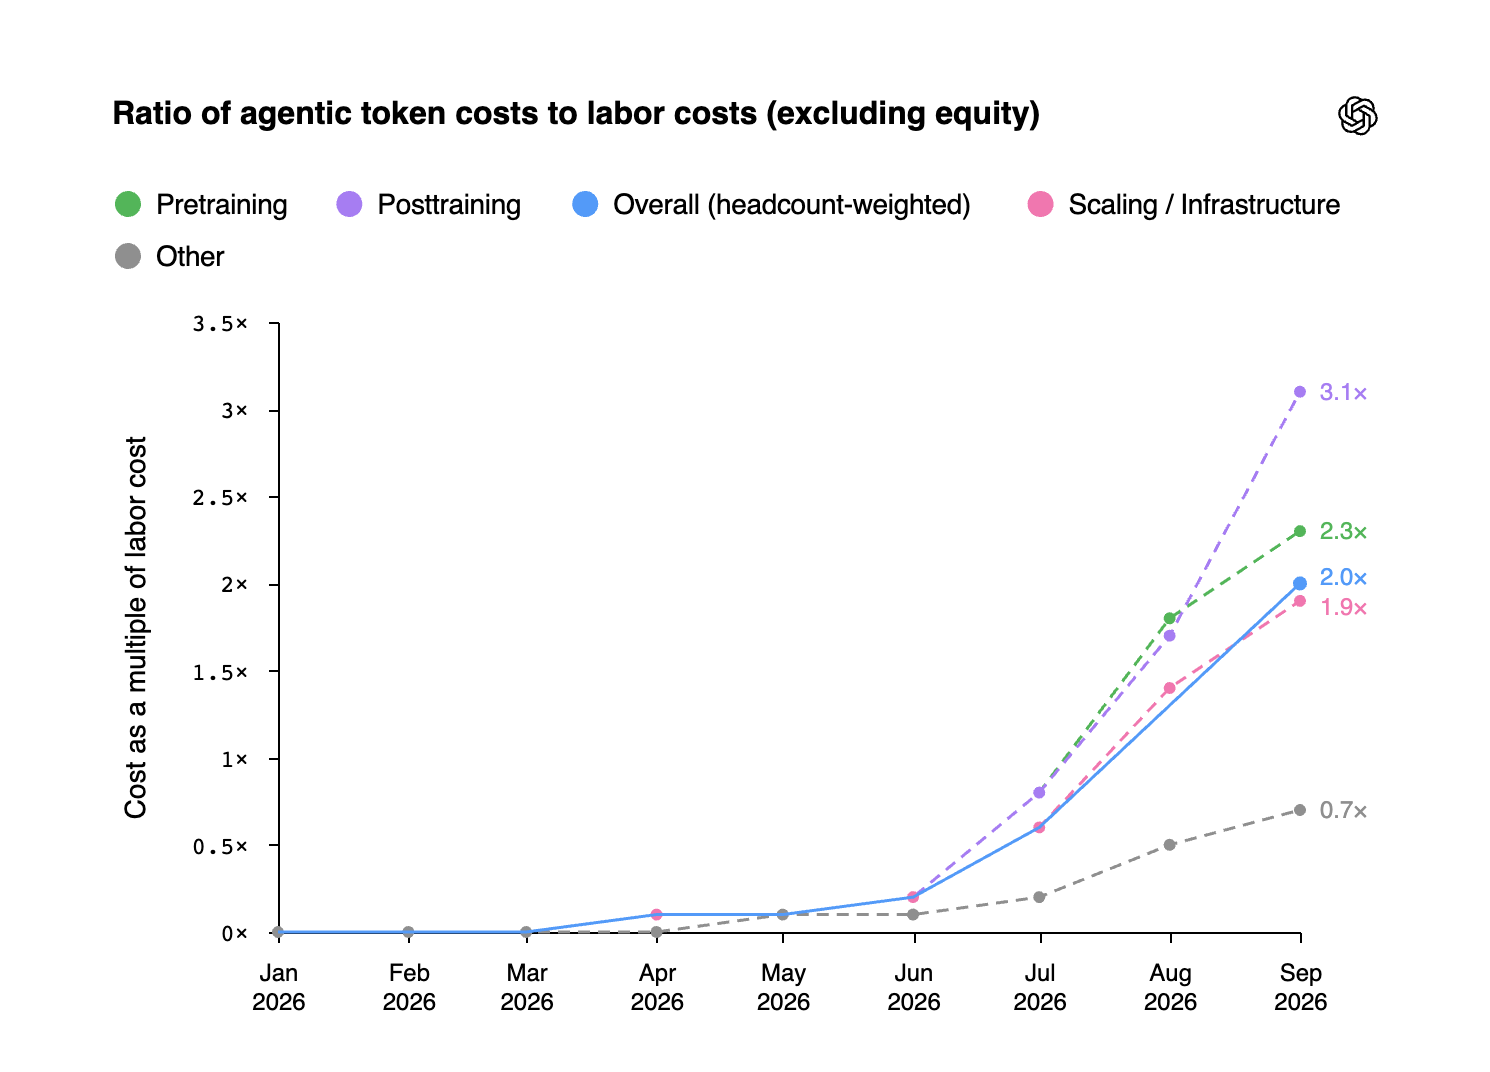 Ratio of agentic token costs to labor costs (excluding equity)
Pretraining
Posttraining
Overall (headcount-weighted)
Scaling / Infrastructure
Other
Cost as a multiple of labor cost
3.5×
3×
2.5×
2×
1.5×
1×
0.5×
0×
3.1×
2.3×
2.0×
1.9×
0.7×
Jan
2026
Feb
2026
Mar
2026
Apr
2026
May
2026
Jun
2026
Jul
2026
Aug
2026
Sep
2026